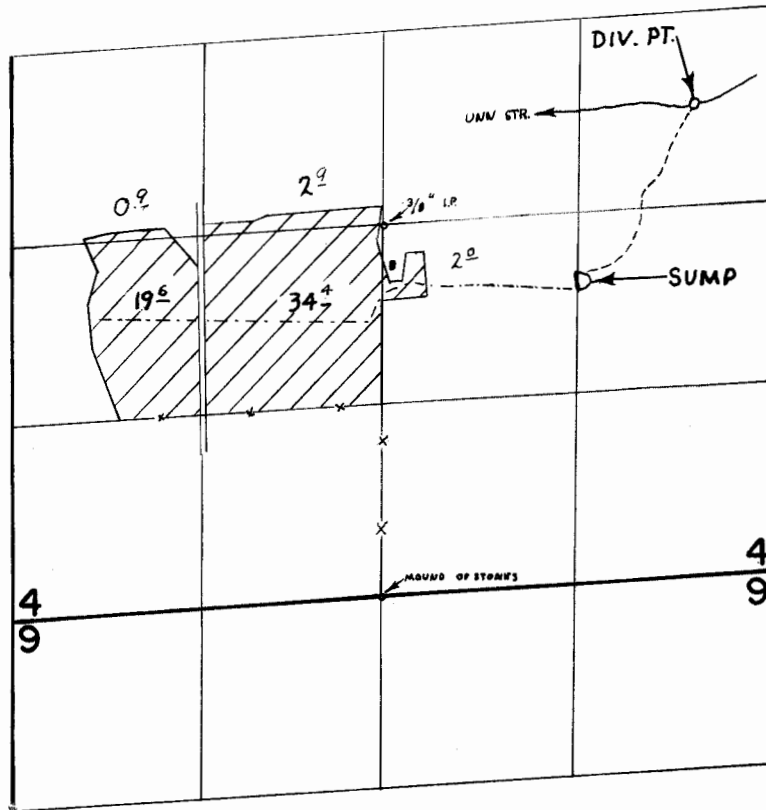 DIV. PT.
UNN STR.
2 9
0.9
3/8" I.P.
2 0
19 6
34 4
SUMP
MOUND OF STONES
4
9
4
9